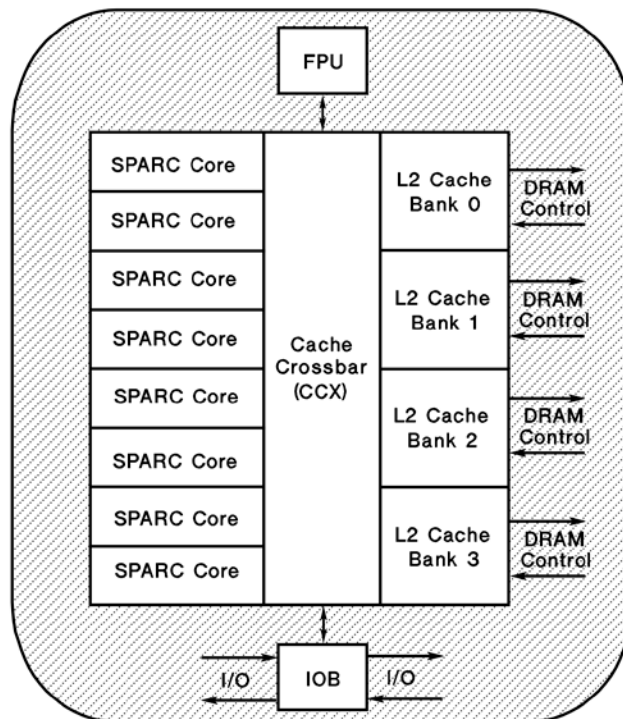 FPU
SPARC Core
SPARC Core
SPARC Core
SPARC Core
SPARC Core
SPARC Core
SPARC Core
SPARC Core
Cache
Crossbar
(CCX)
L2 Cache
Bank 0
DRAM
Control
L2 Cache
Bank 1
DRAM
Control
L2 Cache
Bank 2
DRAM
Control
L2 Cache
Bank 3
DRAM
Control
I/O
IOB
I/O